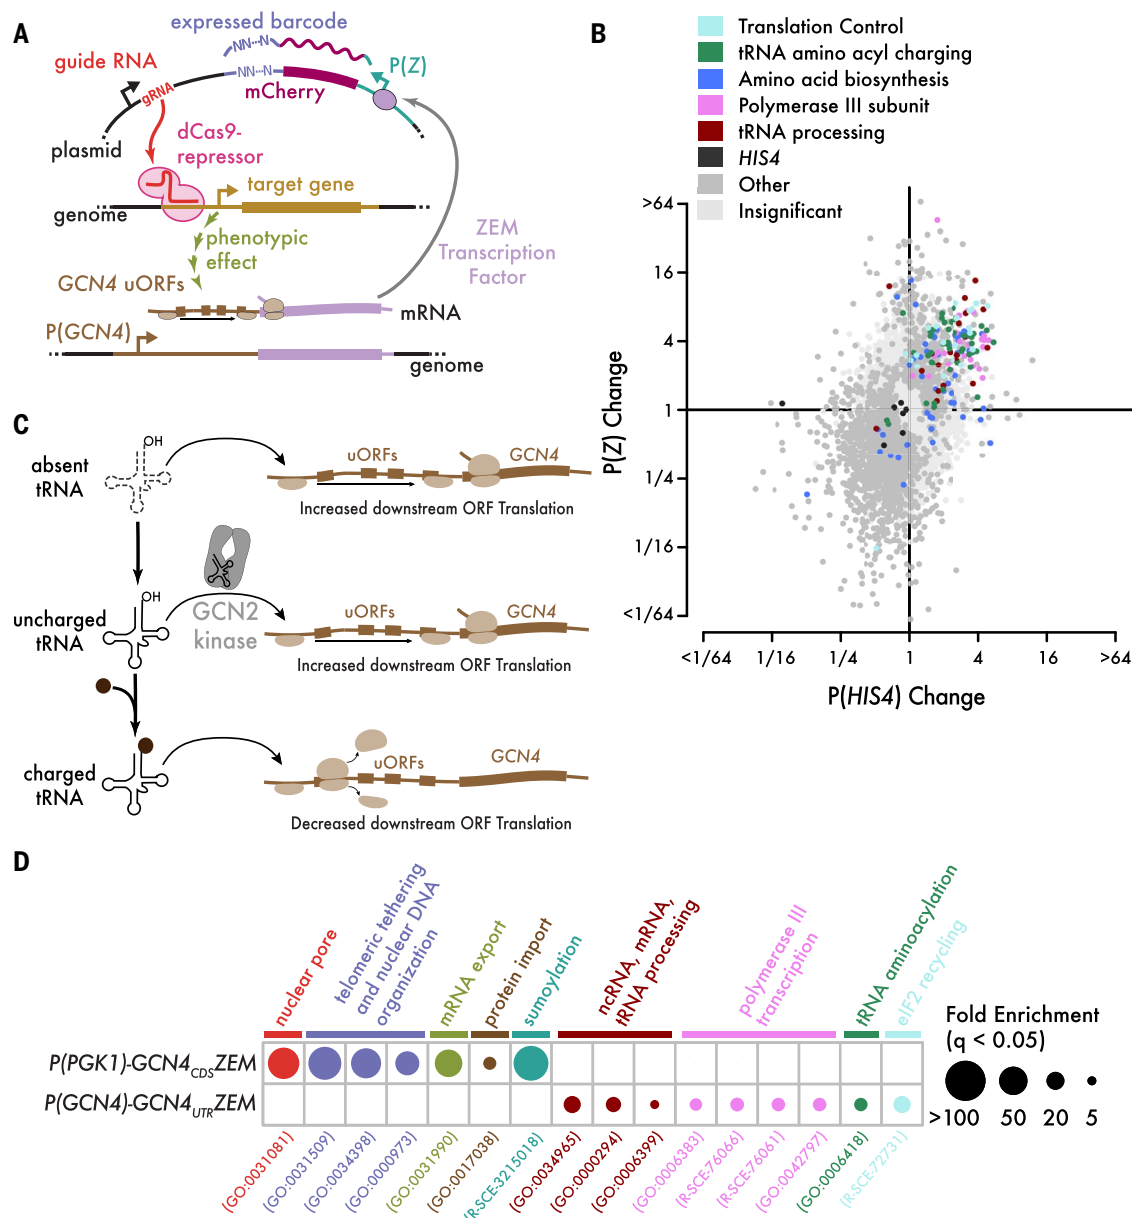 A
expressed barcode
guide RNA
NN···N
P(Z)
gRNA
NN···N
mCherry
plasmid
dCas9-
repressor
target gene
genome
phenotypic
effect
ZEM
Transcription
Factor
GCN4 uORFs
mRNA
P(GCN4)
genome
B
Translation Control
tRNA amino acyl charging
Amino acid biosynthesis
Polymerase III subunit
tRNA processing
HIS4
Other
Insignificant
>64
16
4
1
1/4
1/16
<1/64
P(Z) Change
<1/64
1/16
1/4
1
4
16
>64
P(HIS4) Change
C
absent
tRNA
OH
uORFs
GCN4
Increased downstream ORF Translation
uncharged
tRNA
OH
GCN2
kinase
uORFs
GCN4
Increased downstream ORF Translation
charged
tRNA
uORFs
GCN4
Decreased downstream ORF Translation
D
nuclear pore
telomeric tethering
and nuclear DNA
organization
mRNA export
protein import
sumoylation
ncRNA, mRNA,
tRNA processing
polymerase III
transcription
tRNA aminoacylation
eIF2 recycling
P(PGK1)-GCN4CDSZEM
P(GCN4)-GCN4UTRZEM
(GO:0031081)
(GO:0031509)
(GO:0034398)
(GO:0000973)
(GO:0031990)
(GO:0017038)
(R-SCE-3215018)
(GO:0034965)
(GO:0000294)
(GO:0006399)
(GO:0006383)
(R-SCE-76066)
(R-SCE-76061)
(GO:0042797)
(GO:0006418)
(R-SCE-72731)
Fold Enrichment
(q < 0.05)
>100
50
20
5